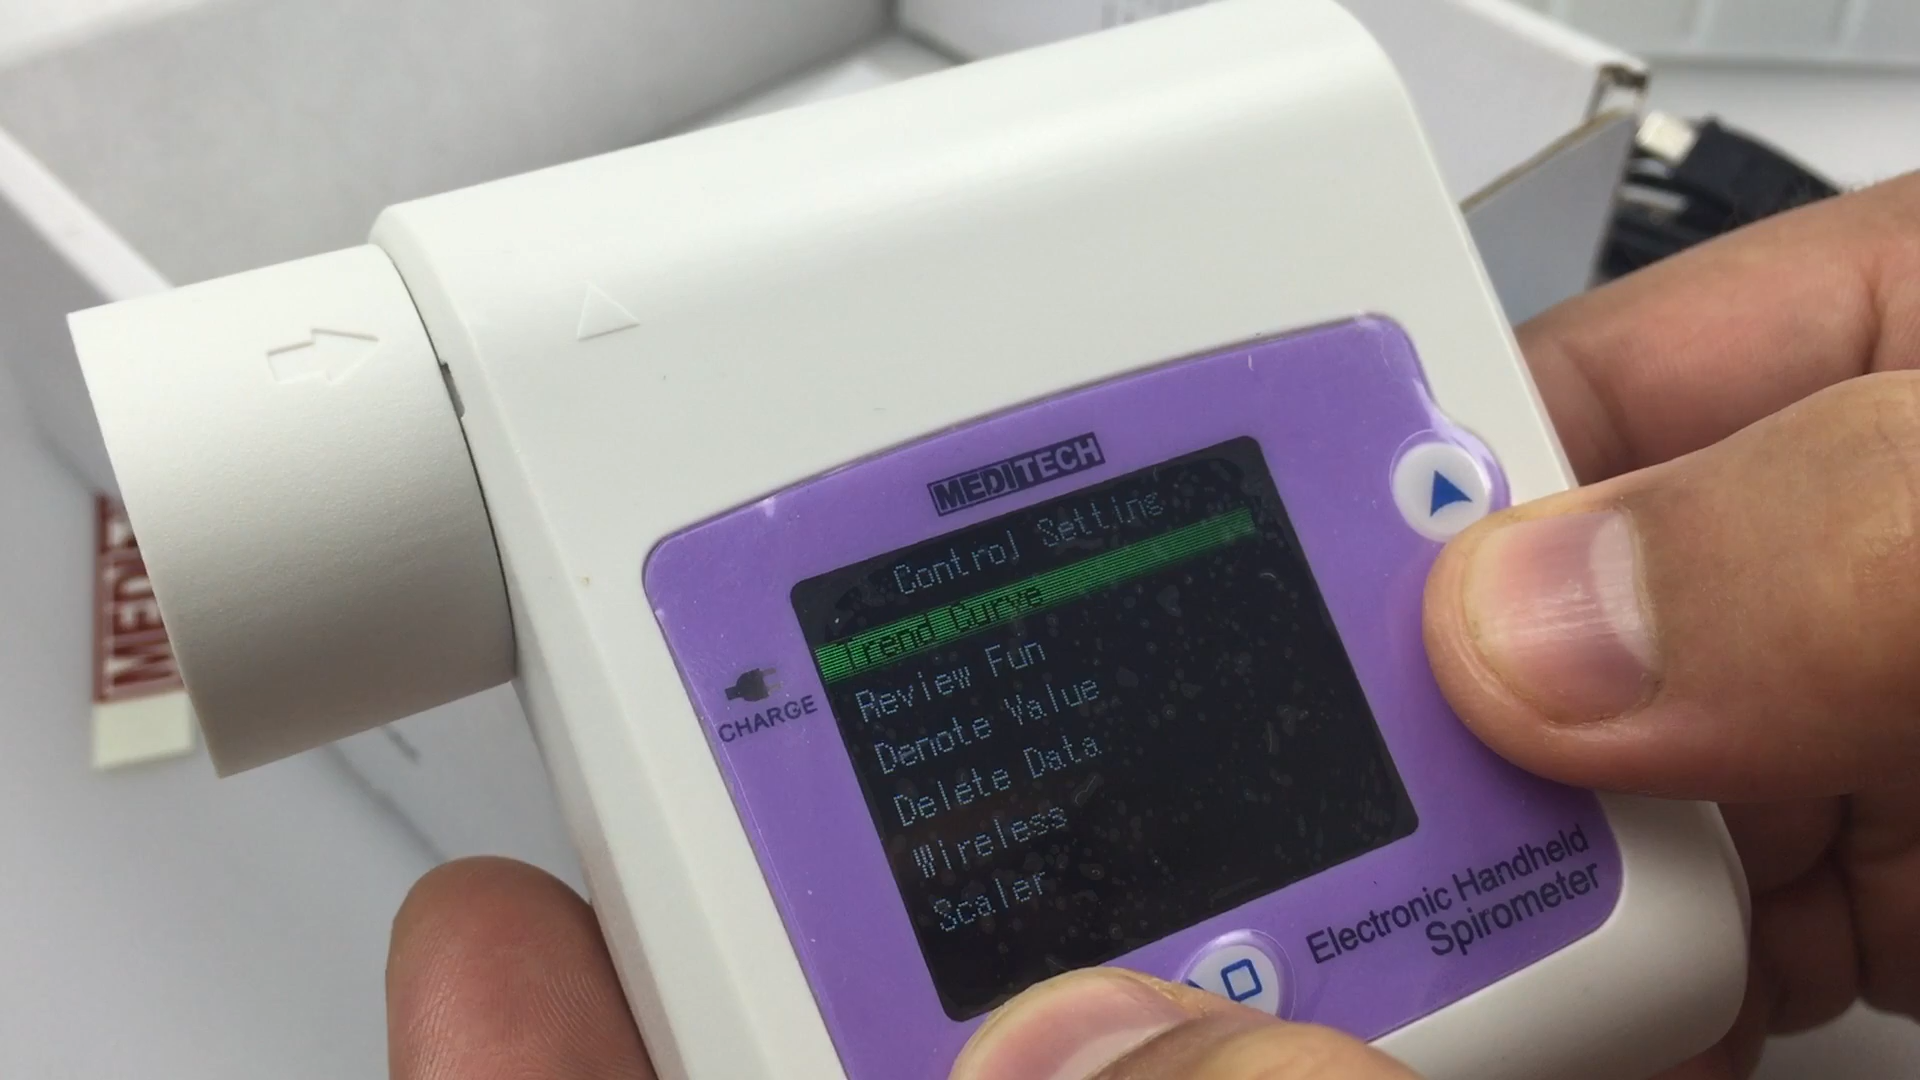 MEDITECH
Control Setting
Trend Curve
Review Fun
Denote Value
Delete Data
Wireless
Scaler
CHARGE
Electronic Handheld
Spirometer